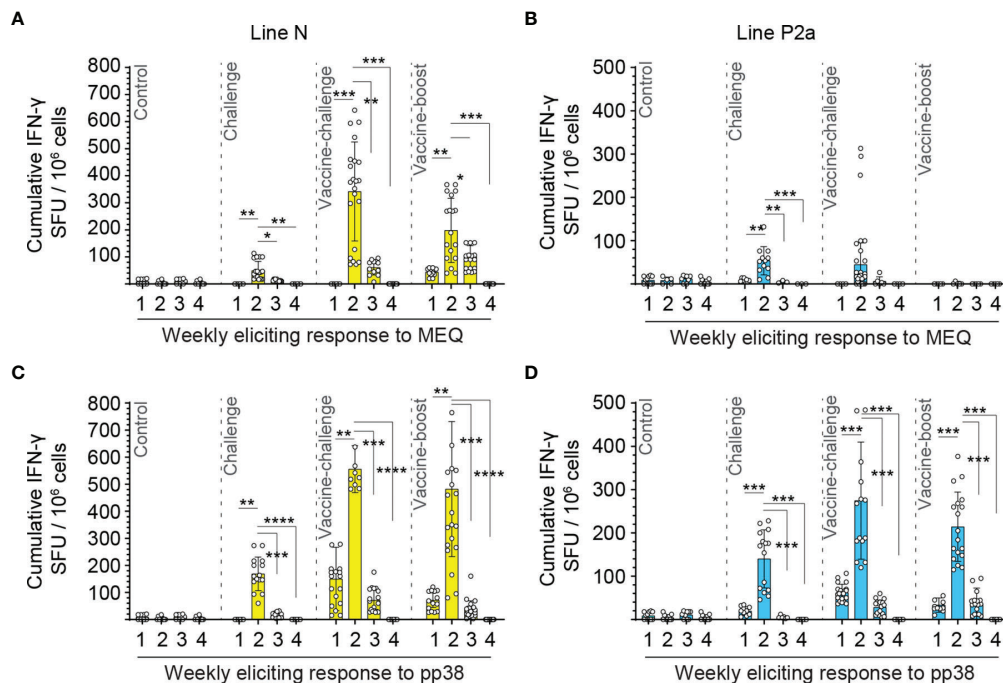 A
Line N
Cumulative IFN-γ
SFU / 10⁶ cells
800
700
600
500
400
300
200
100
Control
Challenge
Vaccine-challenge
Vaccine-boost
**
*
**
***
***
**
**
***
*
1 2 3 4 1 2 3 4 1 2 3 4 1 2 3 4
Weekly eliciting response to MEQ
B
Line P2a
Cumulative IFN-γ
SFU / 10⁶ cells
500
400
300
200
100
Control
Challenge
Vaccine-challenge
Vaccine-boost
**
***
**
1 2 3 4 1 2 3 4 1 2 3 4 1 2 3 4
Weekly eliciting response to MEQ
C
Cumulative IFN-γ
SFU / 10⁶ cells
800
700
600
500
400
300
200
100
Control
Challenge
Vaccine-challenge
Vaccine-boost
**
****
***
**
***
****
**
***
****
1 2 3 4 1 2 3 4 1 2 3 4 1 2 3 4
Weekly eliciting response to pp38
D
Cumulative IFN-γ
SFU / 10⁶ cells
500
400
300
200
100
Control
Challenge
Vaccine-challenge
Vaccine-boost
***
***
***
***
***
***
***
***
***
1 2 3 4 1 2 3 4 1 2 3 4 1 2 3 4
Weekly eliciting response to pp38